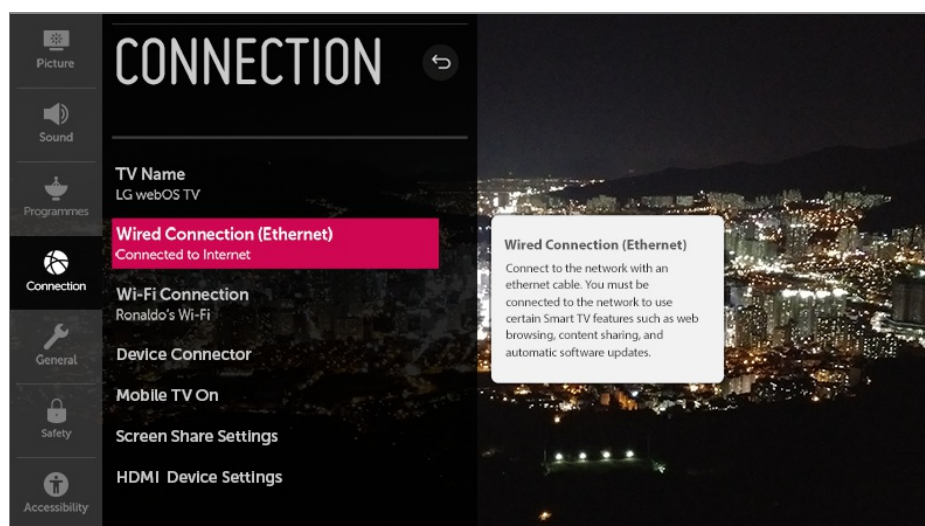 Picture
Sound
Programmes
Connection
General
Safety
Accessibility
CONNECTION
TV Name
LG webOS TV
Wired Connection (Ethernet)
Connected to Internet
Wi-Fi Connection
Ronaldo's Wi-Fi
Device Connector
Mobile TV On
Screen Share Settings
HDMI Device Settings
Wired Connection (Ethernet)
Connect to the network with an
ethernet cable. You must be
connected to the network to use
certain Smart TV features such as web
browsing, content sharing, and
automatic software updates.